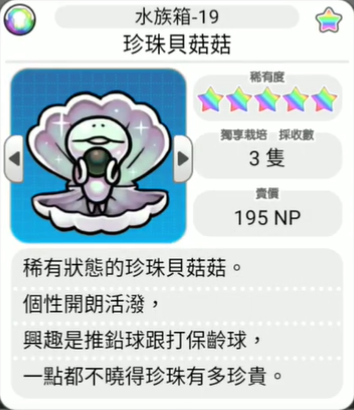 水族箱-19
珍珠貝菇菇
稀有度
獨享栽培 採收數
3 隻
賣價
195 NP
稀有狀態的珍珠貝菇菇。
個性開朗活潑，
興趣是推鉛球跟打保齡球，
一點都不曉得珍珠有多珍貴。